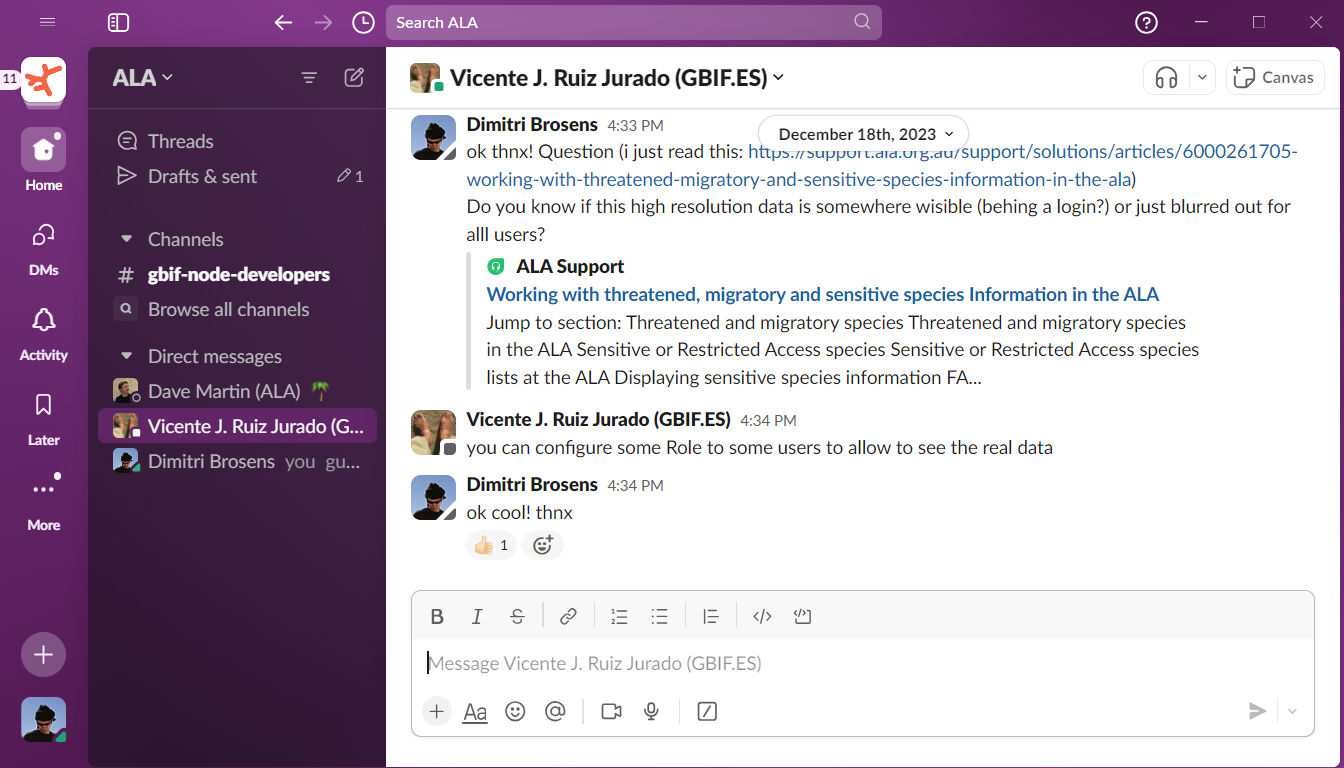 Search ALA
11
ALA
Threads
Drafts & sent
1
Home
Channels
DMs
# gbif-node-developers
Browse all channels
Activity
Direct messages
Dave Martin (ALA) 🌴
Later
Vicente J. Ruiz Jurado (G...
Dimitri Brosens you gu...
More
Vicente J. Ruiz Jurado (GBIF.ES)
Canvas
December 18th, 2023
Dimitri Brosens 4:33 PM
ok thnx! Question (i just read this: https://support.ala.org.au/support/solutions/articles/6000261705-
working-with-threatened-migratory-and-sensitive-species-information-in-the-ala)
Do you know if this high resolution data is somewhere wisible (behing a login?) or just blurred out for
alll users?
ALA Support
Working with threatened, migratory and sensitive species Information in the ALA
Jump to section: Threatened and migratory species Threatened and migratory species
in the ALA Sensitive or Restricted Access species Sensitive or Restricted Access species
lists at the ALA Displaying sensitive species information FA...
Vicente J. Ruiz Jurado (GBIF.ES) 4:34 PM
you can configure some Role to some users to allow to see the real data
Dimitri Brosens 4:34 PM
ok cool! thnx
👍🏻 1
B I S
Message Vicente J. Ruiz Jurado (GBIF.ES)
Aa